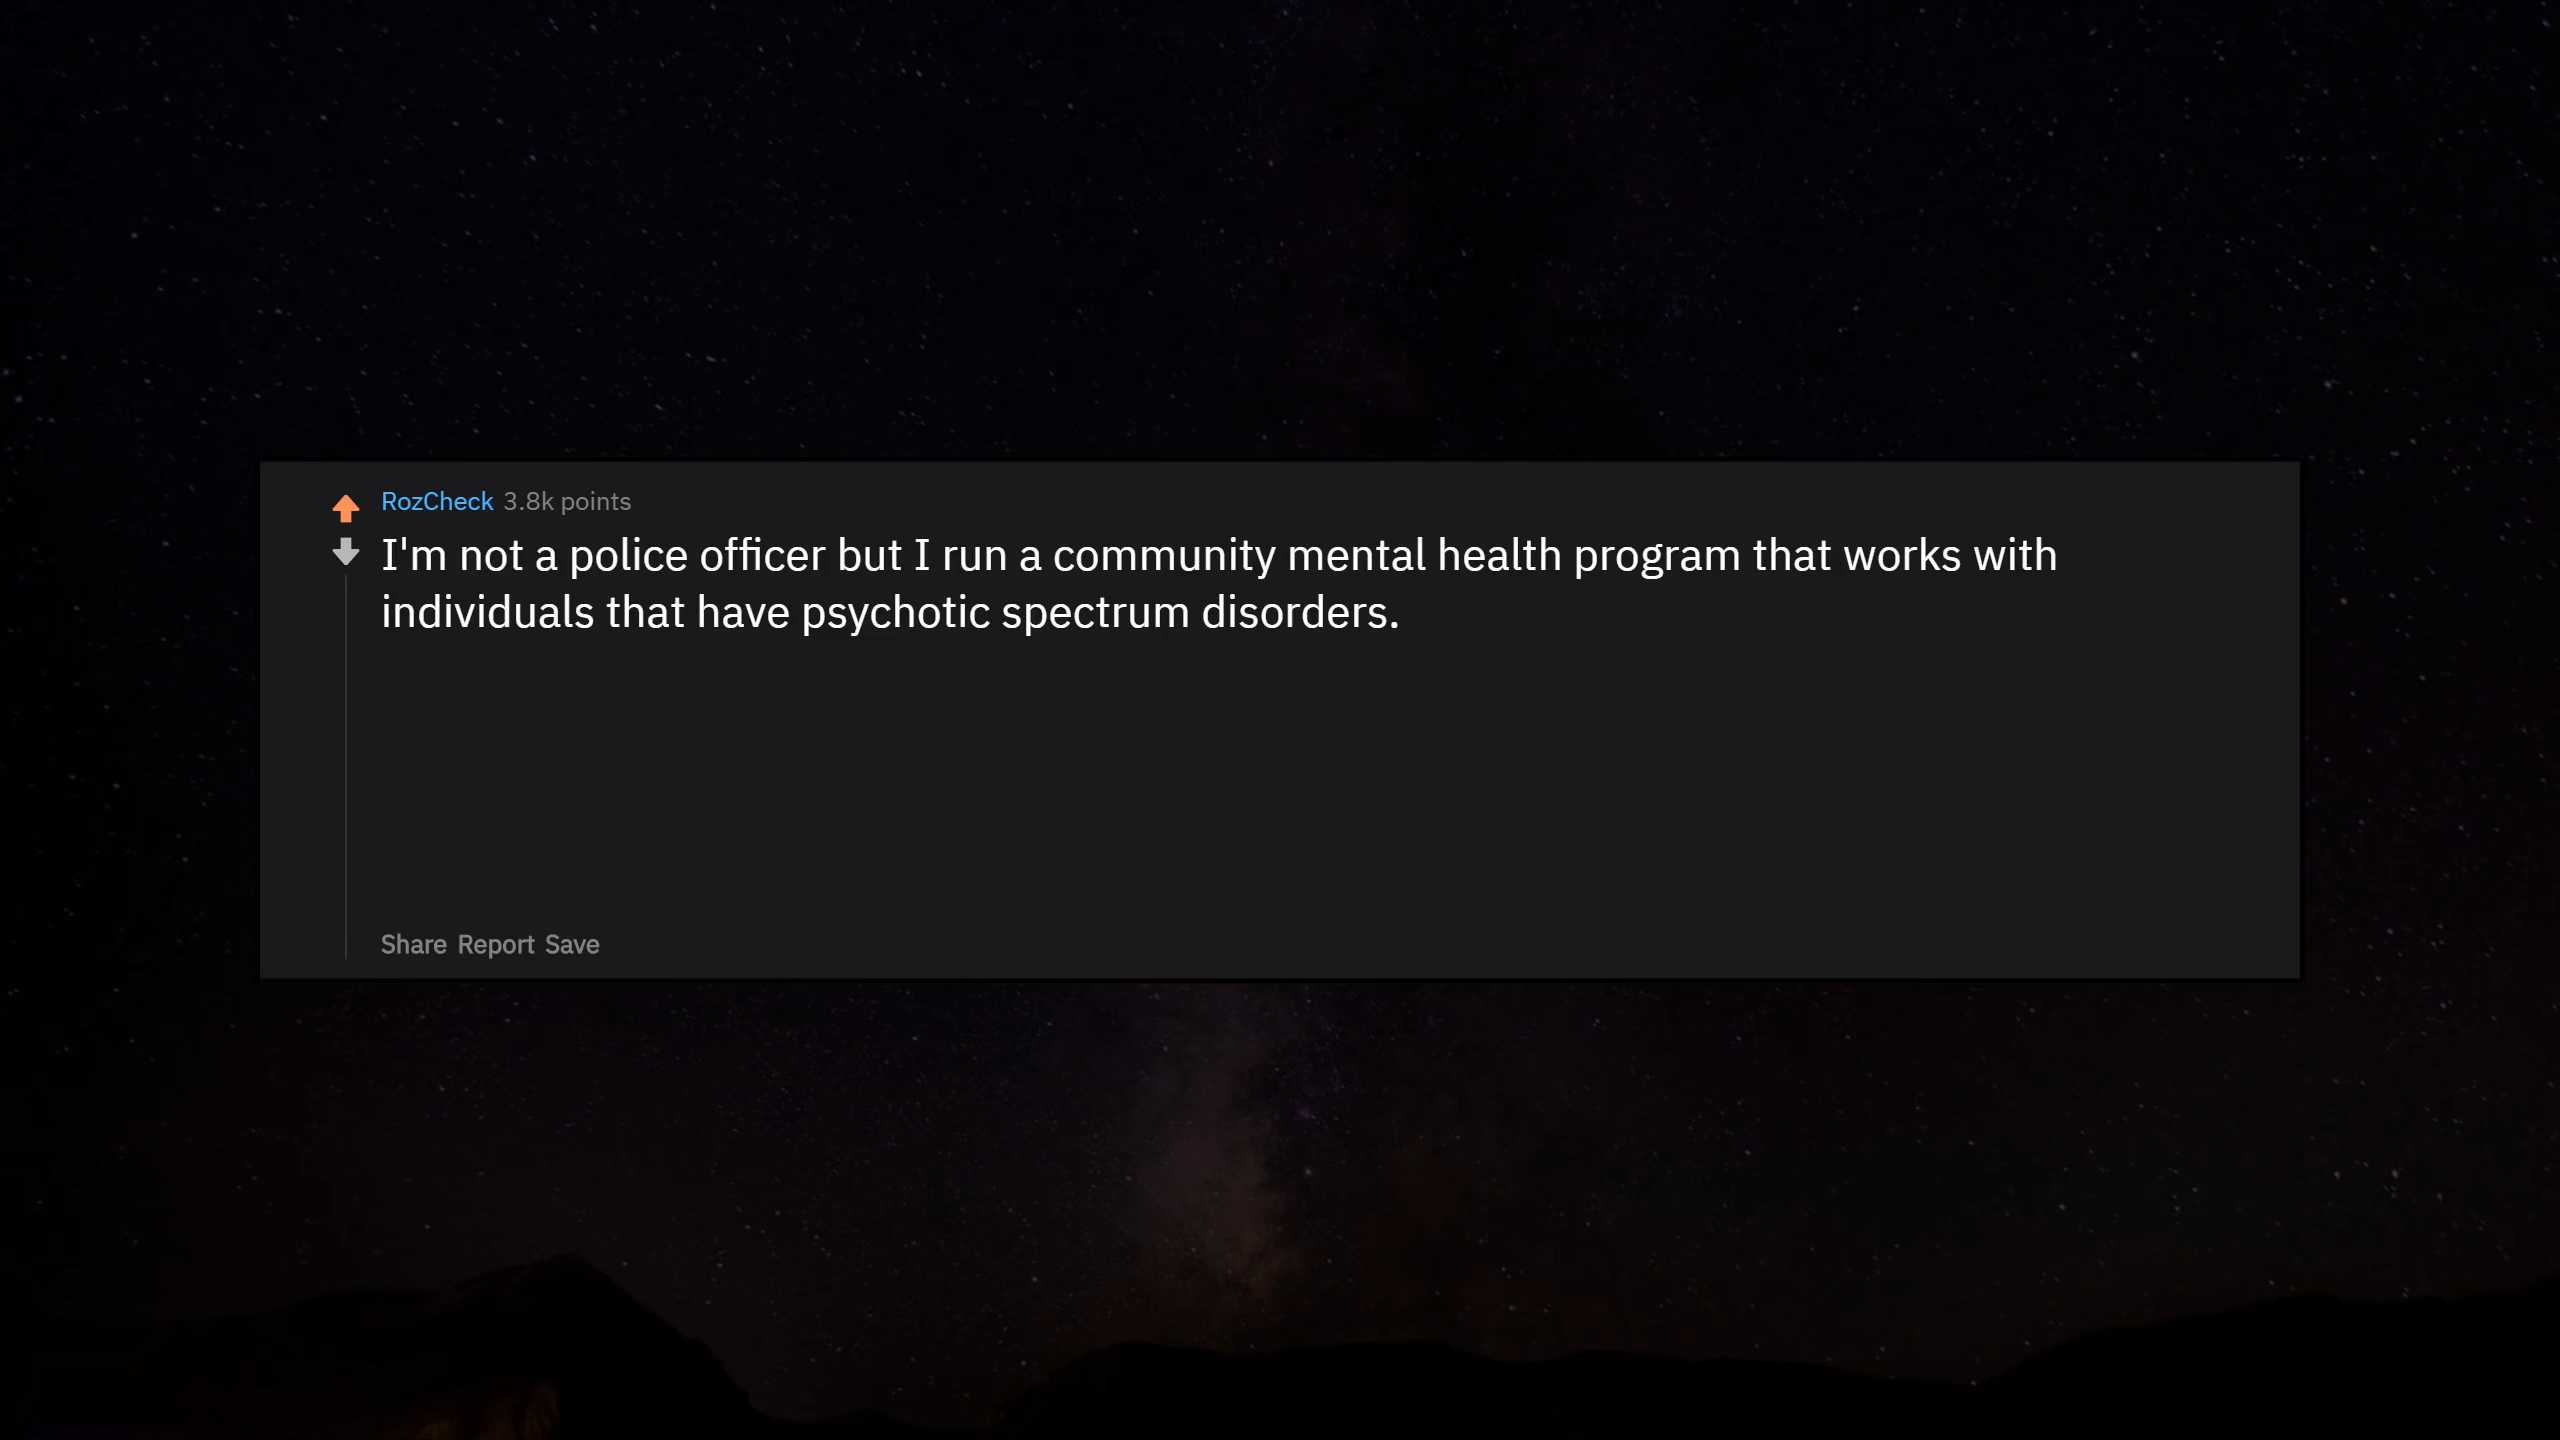 RozCheck 3.8k points
I'm not a police officer but I run a community mental health program that works with
individuals that have psychotic spectrum disorders.
Share Report Save